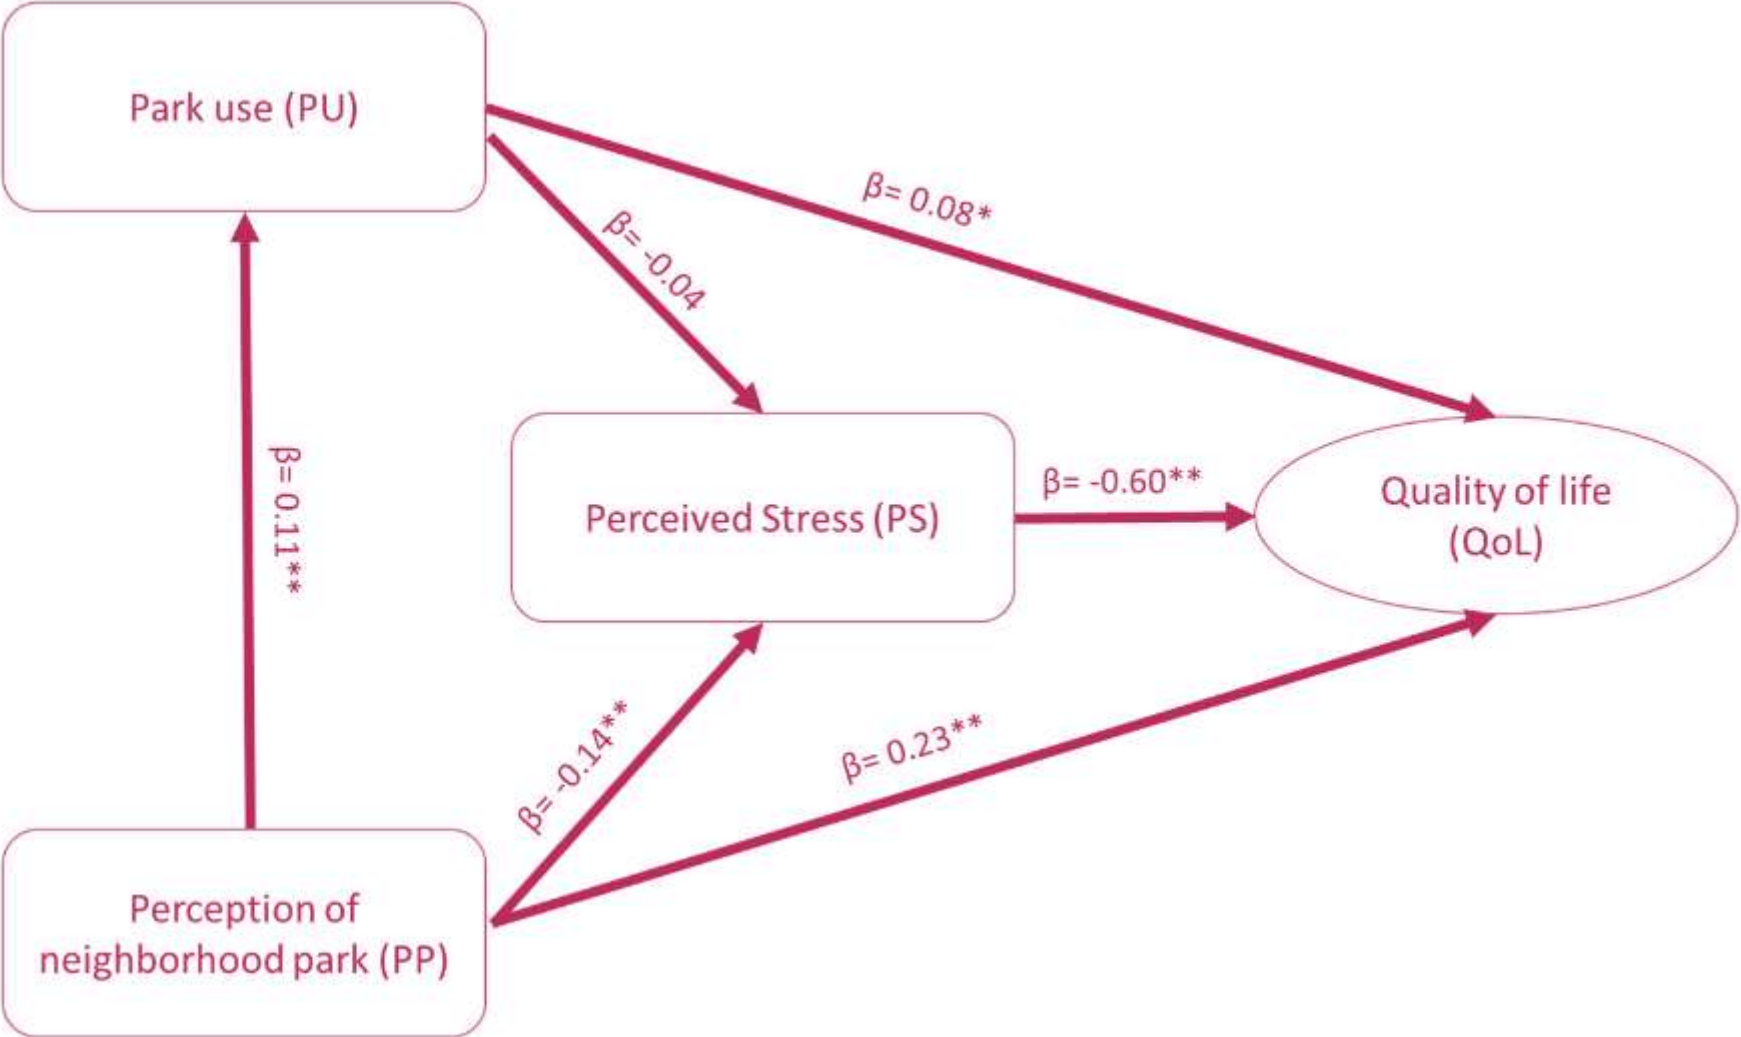 Park use (PU)
β= 0.08*
β= -0.04
β= 0.11**
Perceived Stress (PS)
β= -0.60**
Quality of life
(QoL)
β= -0.14**
β= 0.23**
Perception of
neighborhood park (PP)